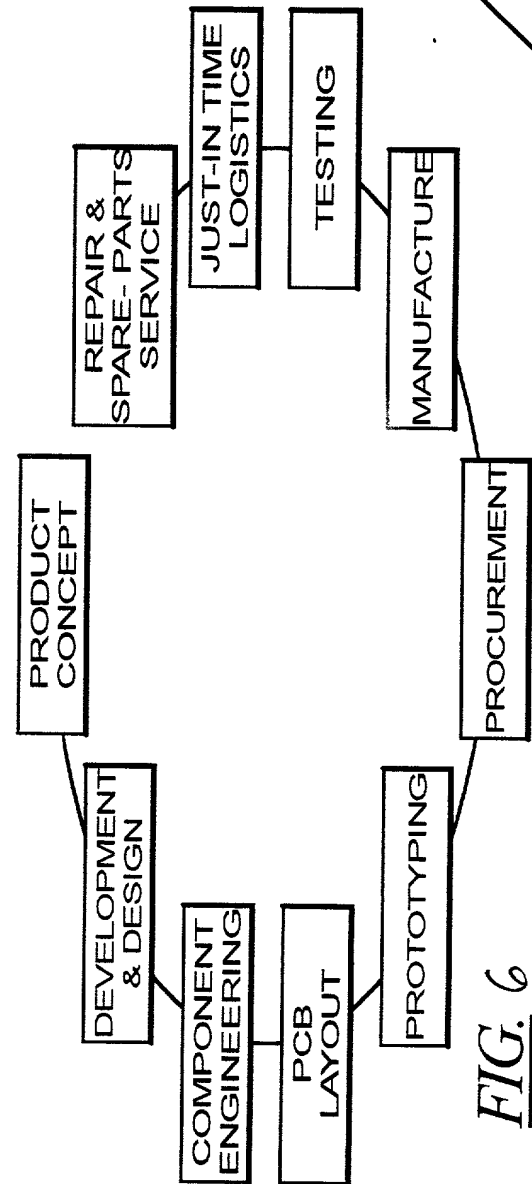 PRODUCT
CONCEPT
DEVELOPMENT
& DESIGN
COMPONENT
ENGINEERING
PCB
LAYOUT
PROTOTYPING
PROCUREMENT
MANUFACTURE
TESTING
JUST-IN TIME
LOGISTICS
REPAIR &
SPARE- PARTS
SERVICE
FIG. 6